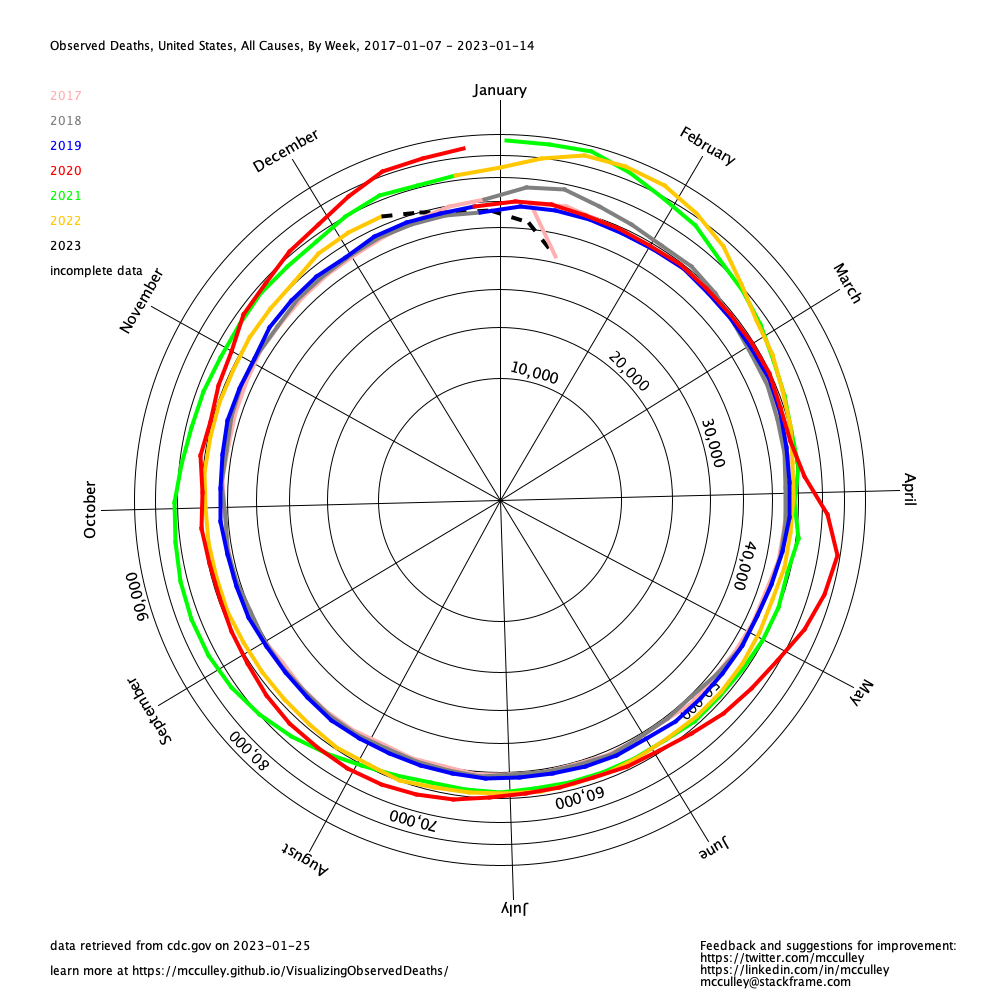 Observed Deaths, United States, All Causes, By Week, 2017-01-07 - 2023-01-14
January
2017
2018
2019
2020
2021
2022
2023
incomplete data
December
February
November
March
10,000
20,000
30,000
October
April
40,000
90,000
50,000
September
May
80,000
60,000
70,000
August
June
July
data retrieved from cdc.gov on 2023-01-25
learn more at https://mcculley.github.io/VisualizingObservedDeaths/
Feedback and suggestions for improvement:
https://twitter.com/mcculley
https://linkedin.com/in/mcculley
mcculley@stackframe.com